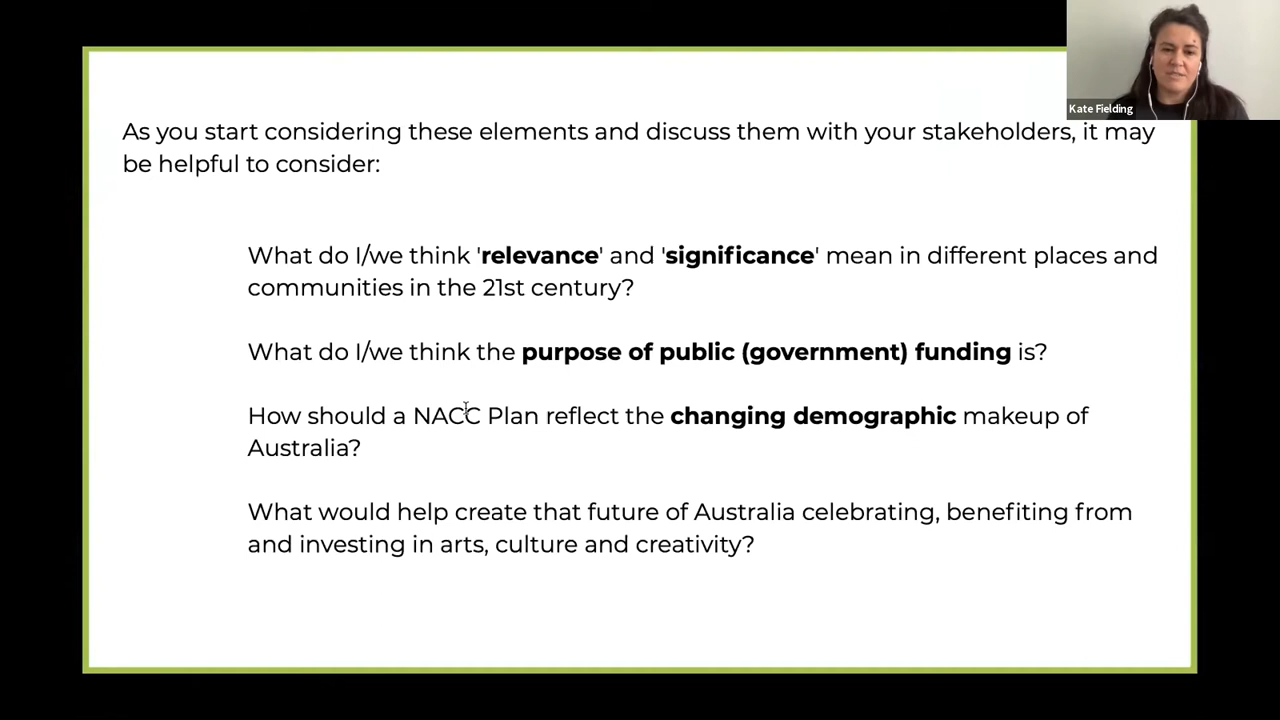 Kate Fielding
As you start considering these elements and discuss them with your stakeholders, it may
be helpful to consider:
What do I/we think 'relevance' and 'significance' mean in different places and
communities in the 21st century?
What do I/we think the purpose of public (government) funding is?
How should a NACC Plan reflect the changing demographic makeup of
Australia?
What would help create that future of Australia celebrating, benefiting from
and investing in arts, culture and creativity?